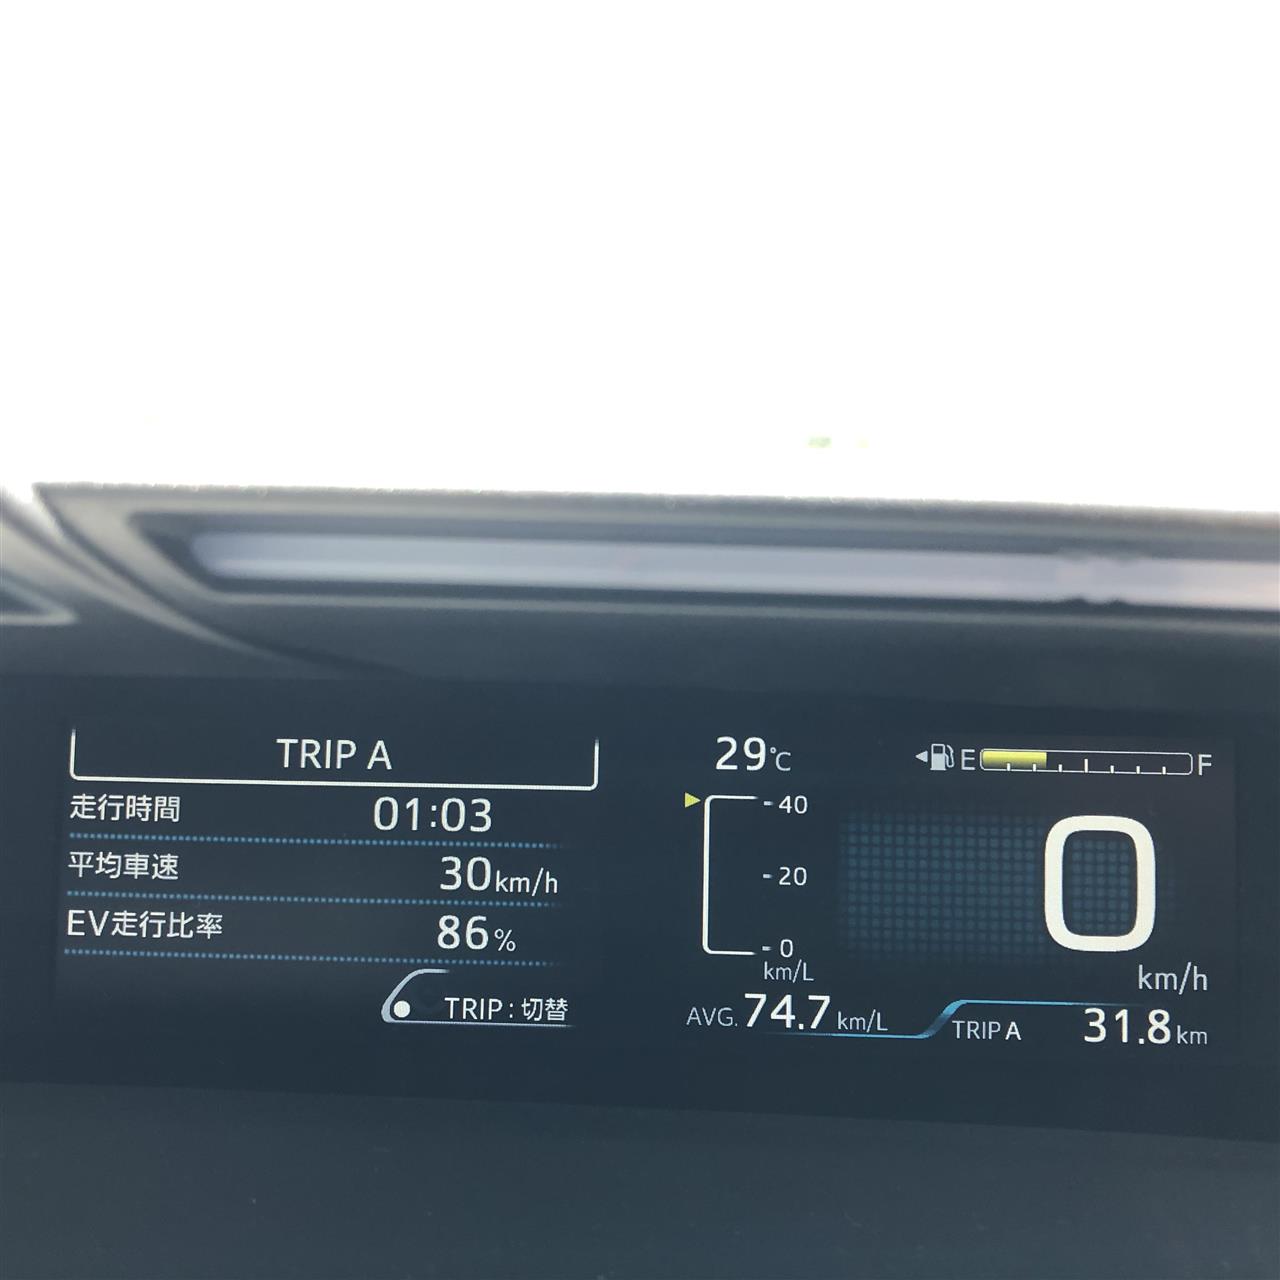 TRIP A
走行時間 01:03
平均車速 30km/h
EV走行比率 86%
TRIP:切替
29℃
E F
40
20
0
km/L
0
km/h
AVG. 74.7 km/L
TRIP A 31.8 km